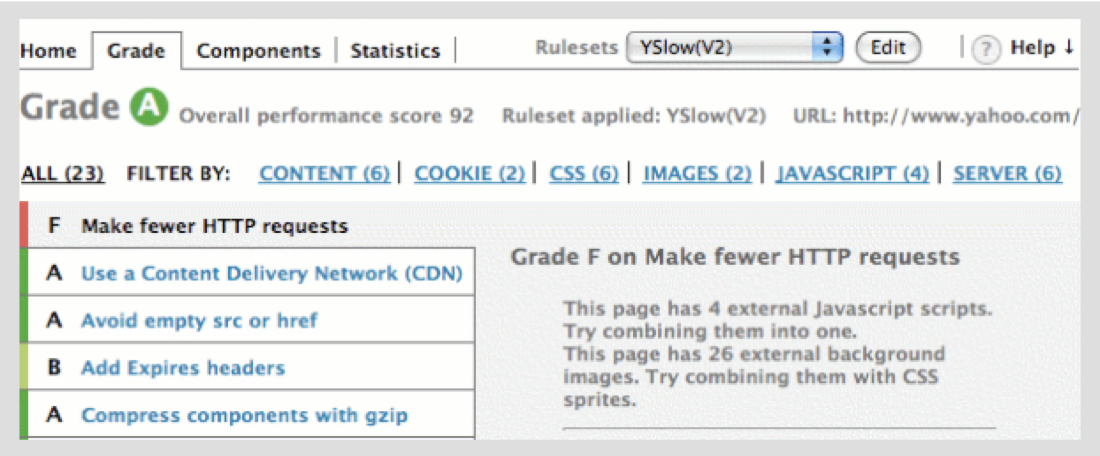 Home Grade Components Statistics Rulesets YSlow(V2) Edit ? Help ↓
Grade A Overall performance score 92 Ruleset applied: YSlow(V2) URL: http://www.yahoo.com/
ALL (23) FILTER BY: CONTENT (6) | COOKIE (2) | CSS (6) | IMAGES (2) | JAVASCRIPT (4) | SERVER (6)
F Make fewer HTTP requests
A Use a Content Delivery Network (CDN)
A Avoid empty src or href
B Add Expires headers
A Compress components with gzip
Grade F on Make fewer HTTP requests
This page has 4 external Javascript scripts.
Try combining them into one.
This page has 26 external background
images. Try combining them with CSS
sprites.